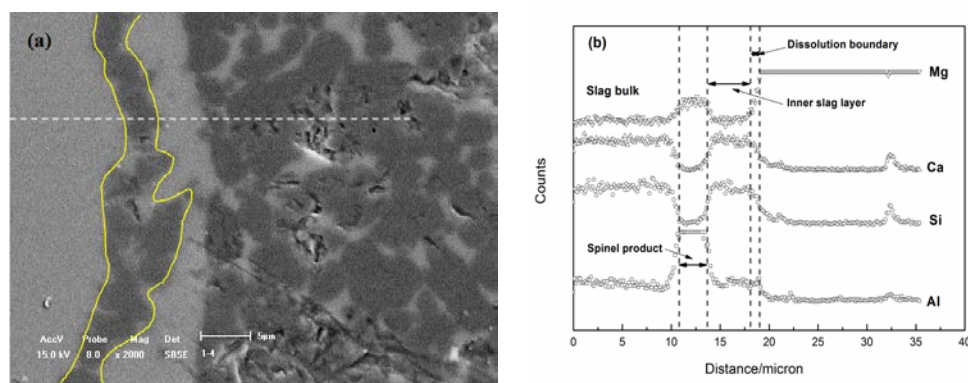 (a)
AccV Probe Mag Det 5μm
15.0 kV 8.0 x 2000 SBSE 1-4
(b)
Dissolution boundary
Mg
Slag bulk
Inner slag layer
Ca
Counts
Si
Spinel product
Al
0 5 10 15 20 25 30 35 40
Distance/micron